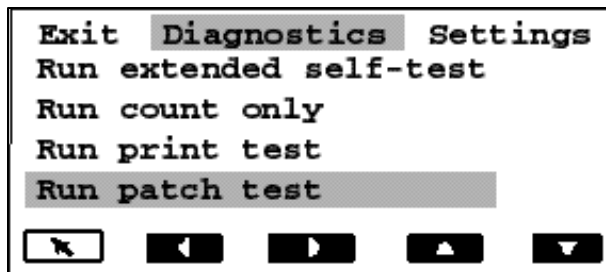 Exit Diagnostics Settings
Run extended self-test
Run count only
Run print test
Run patch test